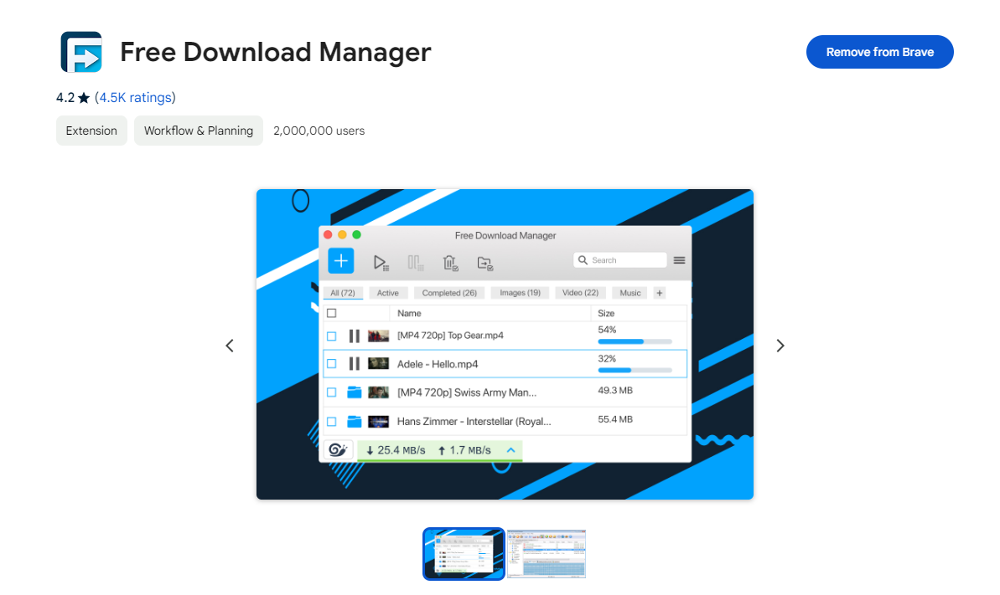 Free Download Manager
Remove from Brave
4.2 ★ (4.5K ratings)
Extension
Workflow & Planning
2,000,000 users
Free Download Manager
Search
All (72)
Active
Completed (26)
Images (19)
Video (22)
Music
+
Name
Size
[MP4 720p] Top Gear.mp4
54%
Adele - Hello.mp4
32%
[MP4 720p] Swiss Army Man...
49.3 MB
Hans Zimmer - Interstellar (Royal...
55.4 MB
↓ 25.4 MB/s ↑ 1.7 MB/s